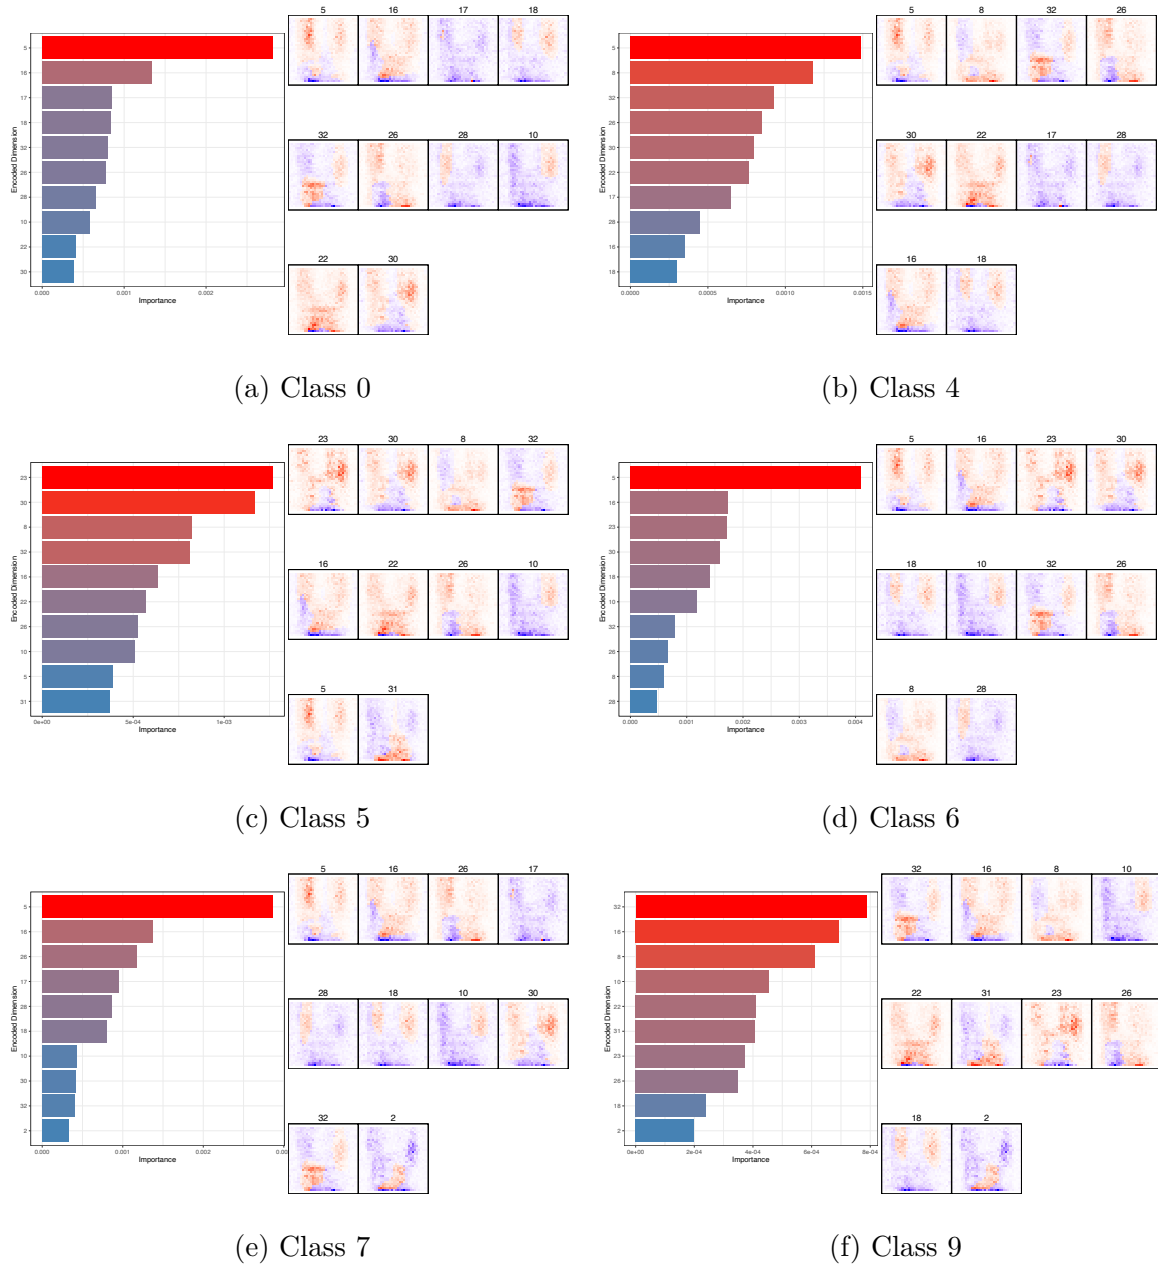 5 16 17 18
5
16
17
18
32
26
28
10
22
30
Encoded Dimension
0.000 0.001 0.002
Importance
32 26 28 10
22 30
(a) Class 0
5 8 32 26
5
8
32
26
30
22
17
28
16
18
Encoded Dimension
0.0000 0.0005 0.0010 0.0015
Importance
30 22 17 28
16 18
(b) Class 4
23 30 8 32
23
30
8
32
16
22
26
10
5
31
Encoded Dimension
0e+00 5e-04 1e-03
Importance
16 22 26 10
5 31
(c) Class 5
5 16 23 30
5
16
23
30
18
10
32
26
8
28
Encoded Dimension
0.000 0.001 0.002 0.003 0.004
Importance
18 10 32 26
8 28
(d) Class 6
5 16 26 17
5
16
26
17
28
18
10
30
32
2
Encoded Dimension
0.000 0.001 0.002 0.00
Importance
28 18 10 30
32 2
(e) Class 7
32 16 8 10
32
16
8
10
22
31
23
26
18
2
Encoded Dimension
0e+00 2e-04 4e-04 6e-04 8e-04
Importance
22 31 23 26
18 2
(f) Class 9